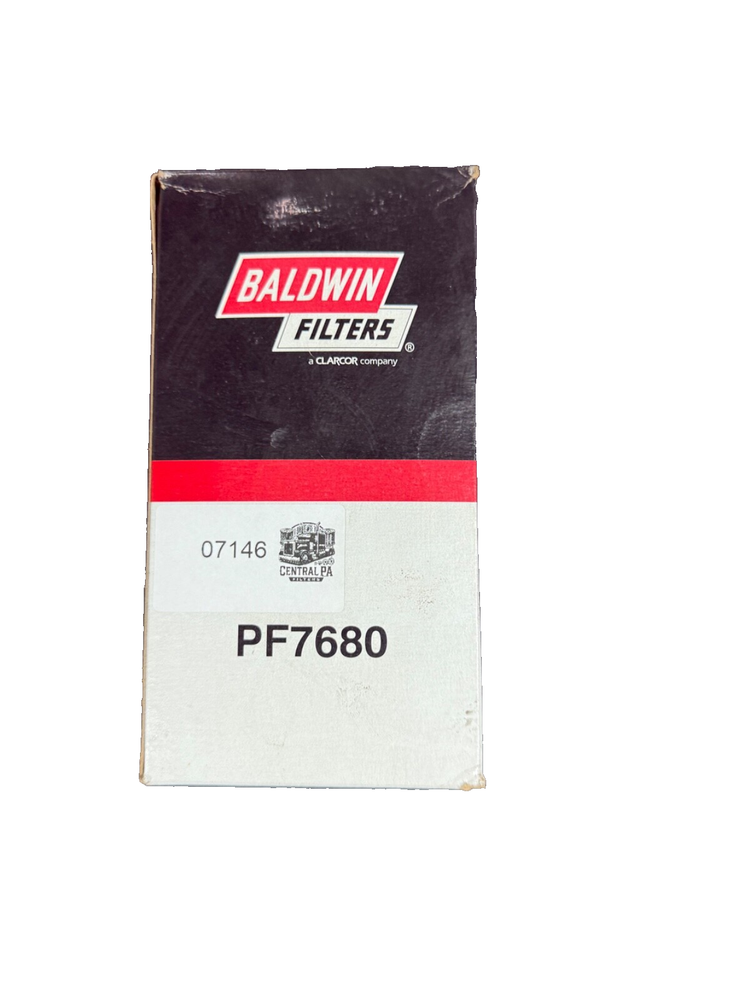 BALDWIN
FILTERS®
a CLARCOR company
07146
CENTRAL PA
FILTERS
PF7680